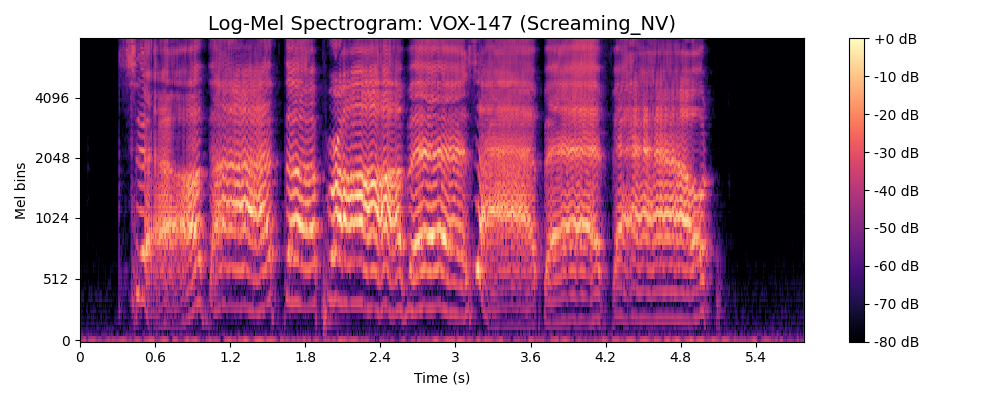 Log-Mel Spectrogram: VOX-147 (Screaming_NV)
Mel bins
4096
2048
1024
512
0
0 0.6 1.2 1.8 2.4 3 3.6 4.2 4.8 5.4
Time (s)
+0 dB
-10 dB
-20 dB
-30 dB
-40 dB
-50 dB
-60 dB
-70 dB
-80 dB